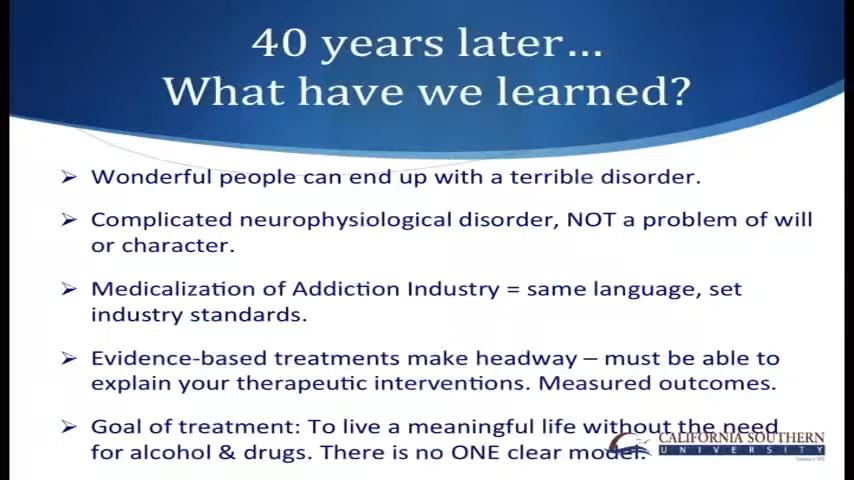 40 years later...
What have we learned?
➢ Wonderful people can end up with a terrible disorder.
➢ Complicated neurophysiological disorder, NOT a problem of will
or character.
➢ Medicalization of Addiction Industry = same language, set
industry standards.
➢ Evidence-based treatments make headway – must be able to
explain your therapeutic interventions. Measured outcomes.
➢ Goal of treatment: To live a meaningful life without the need
for alcohol & drugs. There is no ONE clear model.
CALIFORNIA SOUTHERN
UNIVERSITY